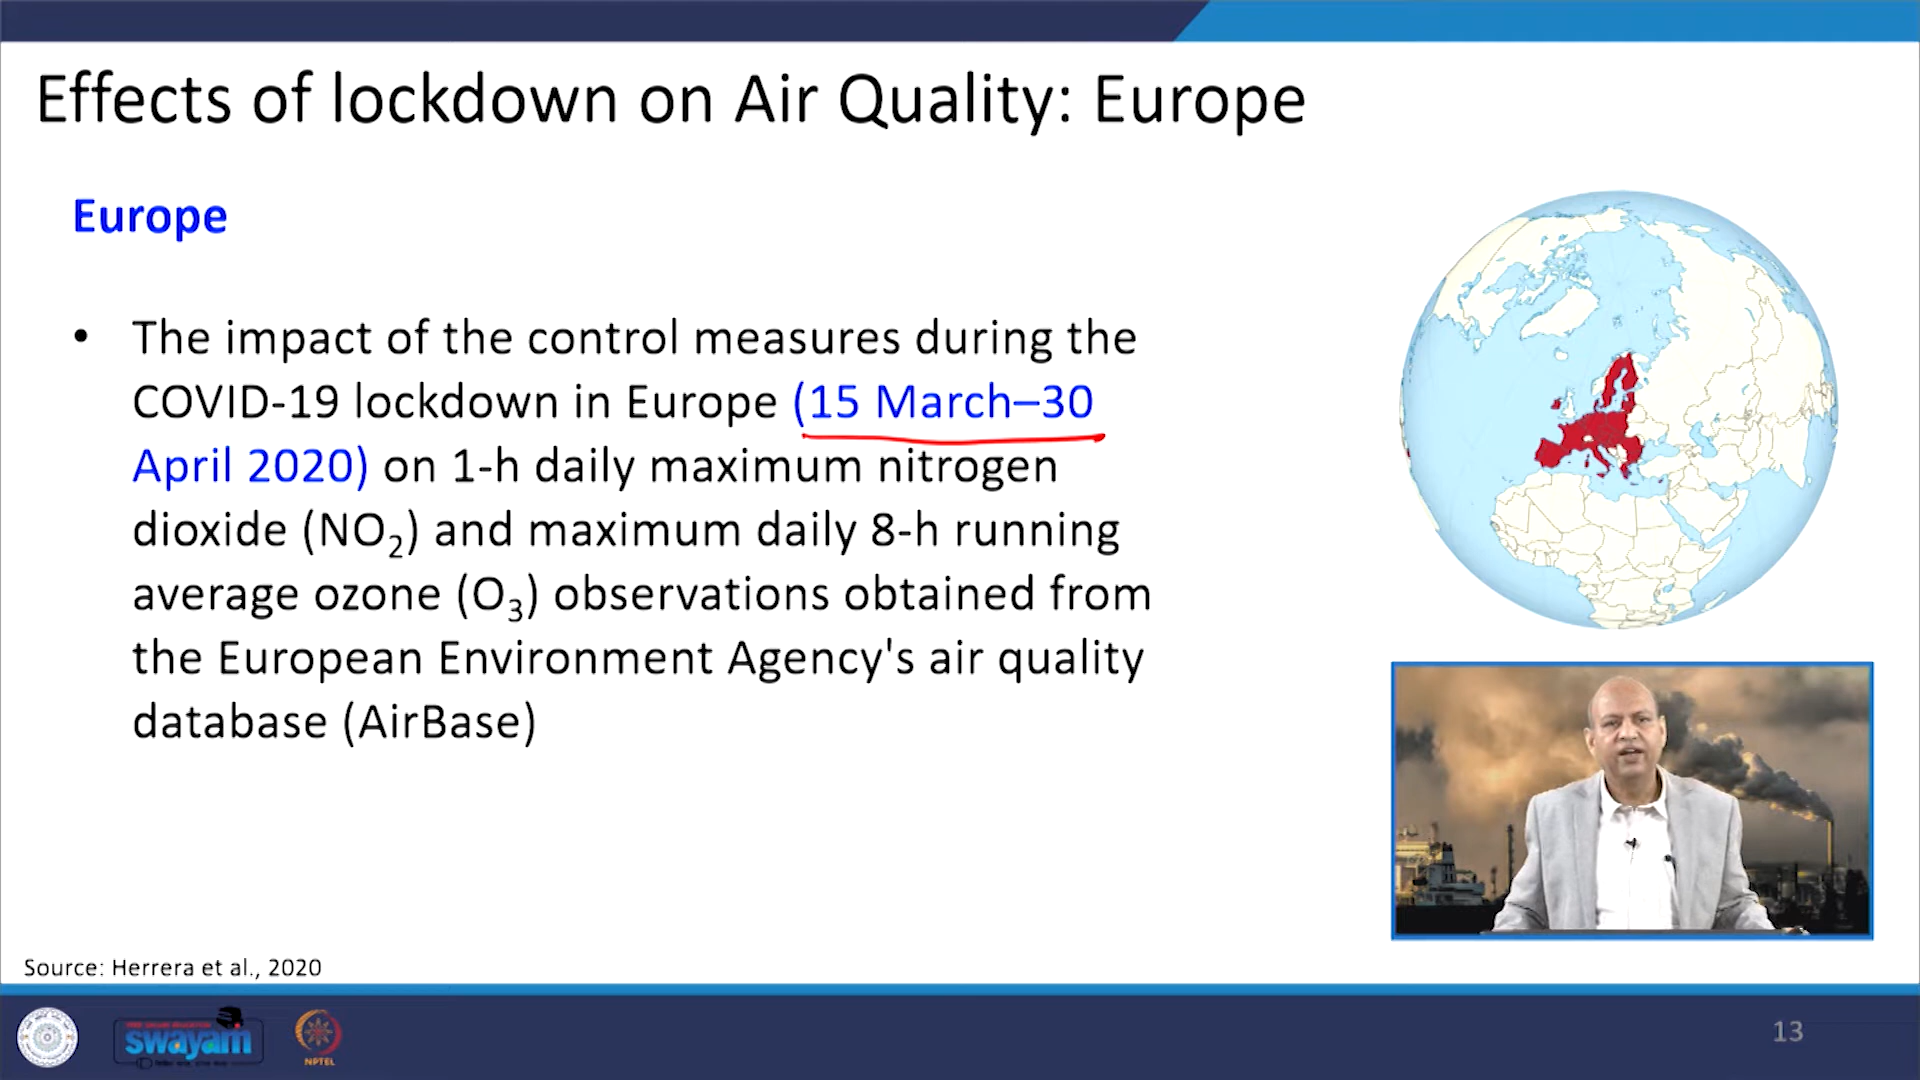 Effects of lockdown on Air Quality: Europe
Europe
• The impact of the control measures during the
COVID-19 lockdown in Europe (15 March–30
April 2020) on 1-h daily maximum nitrogen
dioxide (NO₂) and maximum daily 8-h running
average ozone (O₃) observations obtained from
the European Environment Agency's air quality
database (AirBase)
Source: Herrera et al., 2020
swayam
NPTEL
13